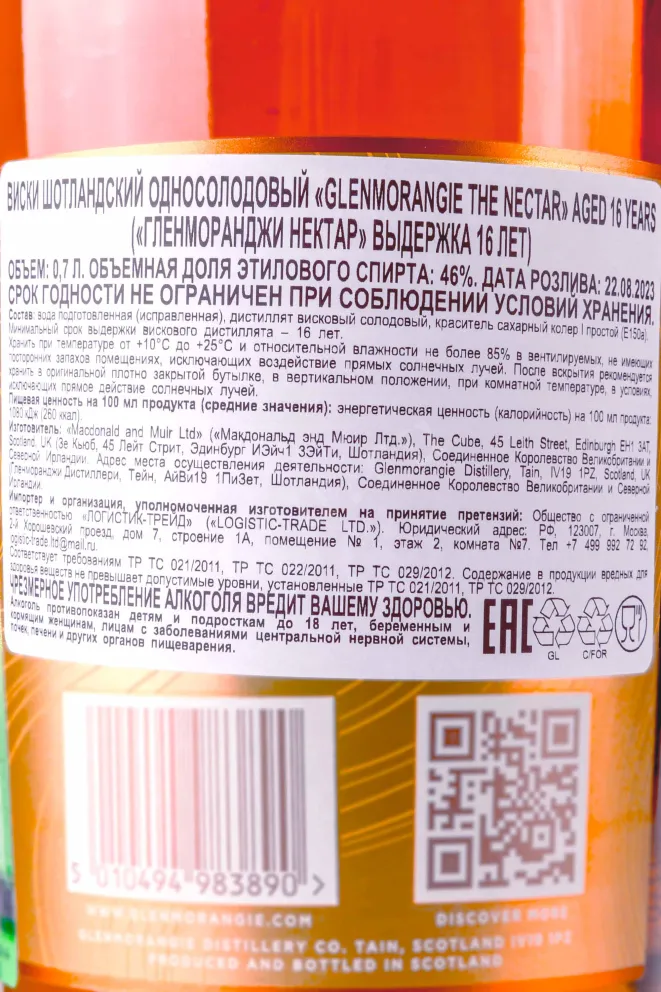 ВИСКИ ШОТЛАНДСКИЙ ОДНОСОЛОДОВЫЙ «GLENMORANGIE THE NECTAR» AGED 16 YEARS
(«ГЛЕНМОРАНДЖИ НЕКТАР» ВЫДЕРЖКА 16 ЛЕТ)
ОБЪЕМ: 0,7 Л. ОБЪЕМНАЯ ДОЛЯ ЭТИЛОВОГО СПИРТА: 46%. ДАТА РОЗЛИВА: 22.08.2023
СРОК ГОДНОСТИ НЕ ОГРАНИЧЕН ПРИ СОБЛЮДЕНИИ УСЛОВИЙ ХРАНЕНИЯ.
Состав: вода подготовленная (исправленная), дистиллят висковый солодовый, краситель сахарный колер I простой (Е150а).
Минимальный срок выдержки вискового дистиллята – 16 лет.
Хранить при температуре от +10°С до +25°С и относительной влажности не более 85% в вентилируемых, не имеющих
посторонних запахов помещениях, исключающих воздействие прямых солнечных лучей. После вскрытия рекомендуется
хранить в оригинальной плотно закрытой бутылке, в вертикальном положении, при комнатной температуре, в условиях,
исключающих прямое действие солнечных лучей.
Пищевая ценность на 100 мл продукта (средние значения): энергетическая ценность (калорийность) на 100 мл продукта:
1080 кДж (260 ккал).
Изготовитель: «Macdonald and Muir Ltd» («Макдональд энд Мюир Лтд.»), The Cube, 45 Leith Street, Edinburgh EH1 3AT,
Scotland, UK (Зе Кьюб, 45 Лейт Стрит, Эдинбург ИЭйч1 3ЭйТи, Шотландия), Соединенное Королевство Великобритании и
Северной Ирландии. Адрес места осуществления деятельности: Glenmorangie Distillery, Tain, IV19 1PZ, Scotland, UK
(Гленморанджи Дистиллери, Тейн, АйВи19 1ПиЗет, Шотландия), Соединенное Королевство Великобритании и Северной
Ирландии.
Импортер и организация, уполномоченная изготовителем на принятие претензий: Общество с ограниченной
ответственностью «ЛОГИСТИК-ТРЕЙД» («LOGISTIC-TRADE LTD.»). Юридический адрес: РФ, 123007, г. Москва,
2-й Хорошевский проезд, дом 7, строение 1А, помещение № 1, этаж 2, комната №7. Тел +7 499 992 72 92,
logistic-trade.ltd@mail.ru.
Соответствует требованиям ТР ТС 021/2011, ТР ТС 022/2011, ТР ТС 029/2012. Содержание в продукции вредных для
здоровья веществ не превышает допустимые уровни, установленные ТР ТС 021/2011, ТР ТС 029/2012.
ЧРЕЗМЕРНОЕ УПОТРЕБЛЕНИЕ АЛКОГОЛЯ ВРЕДИТ ВАШЕМУ ЗДОРОВЬЮ.
Алкоголь противопоказан детям и подросткам до 18 лет, беременным и
кормящим женщинам, лицам с заболеваниями центральной нервной системы,
почек, печени и других органов пищеварения.
EAC
GL
C/FOR
5 010494 983890 >
WWW.GLENMORANGIE.COM
DISCOVER MORE
GLENMORANGIE DISTILLERY CO. TAIN, SCOTLAND IV19 1PZ
PRODUCED AND BOTTLED IN SCOTLAND